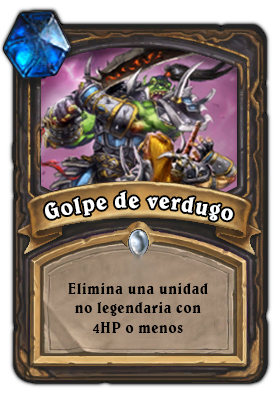 Golpe de verdugo
Elimina una unidad
no legendaria con
4HP o menos